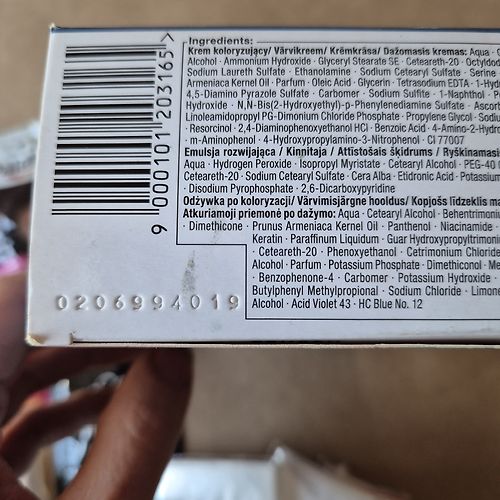 Ingredients:
Krem koloryzujący/ Värvikreem/ Krēmkrāsa/ Dažomasis kremas: Aqua ·
Alcohol · Ammonium Hydroxide · Glyceryl Stearate SE · Ceteareth-20 · Octyldod
Sodium Laureth Sulfate · Ethanolamine · Sodium Cetearyl Sulfate · Serine
Armeniaca Kernel Oil · Parfum · Oleic Acid · Glycerin · Tetrasodium EDTA · 1-Hyd
4,5-Diamino Pyrazole Sulfate · Carbomer · Sodium Sulfite · 1-Naphthol · P
Hydroxide · N,N-Bis(2-Hydroxyethyl)-p-Phenylenediamine Sulfate · Ascor
Linoleamidopropyl PG-Dimonium Chloride Phosphate · Propylene Glycol · Sod
Resorcinol · 2,4-Diaminophenoxyethanol HCl · Benzoic Acid · 4-Amino-2-Hydr
m-Aminophenol · 4-Hydroxypropylamino-3-Nitrophenol · CI 77007
Emulsja rozwijająca / Kinnitaja / Attīstošais šķidrums / Ryškinamasis
Aqua · Hydrogen Peroxide · Isopropyl Myristate · Cetearyl Alcohol · PEG-40
Ceteareth-20 · Sodium Cetearyl Sulfate · Cera Alba · Etidronic Acid · Potassium
Disodium Pyrophosphate · 2,6-Dicarboxypyridine
Odżywka po koloryzacji/ Värvimisjärgne hooldus/ Kopjošs līdzeklis ma
Atkuriamoji priemonė po dažymo: Aqua · Cetearyl Alcohol · Behentrimoni
· Dimethicone · Prunus Armeniaca Kernel Oil · Panthenol · Niacinamide ·
Keratin · Paraffinum Liquidum · Guar Hydroxypropyltrimoni
· Ceteareth-20 · Phenoxyethanol · Cetrimonium Chloride
Alcohol · Parfum · Potassium Phosphate · Dimethiconol · Me
· Benzophenone-4 · Carbomer · Potassium Hydroxide ·
Butylphenyl Methylpropional · Sodium Chloride · Limone
Alcohol · Acid Violet 43 · HC Blue No. 12
9 000101 203165 >
0206994019